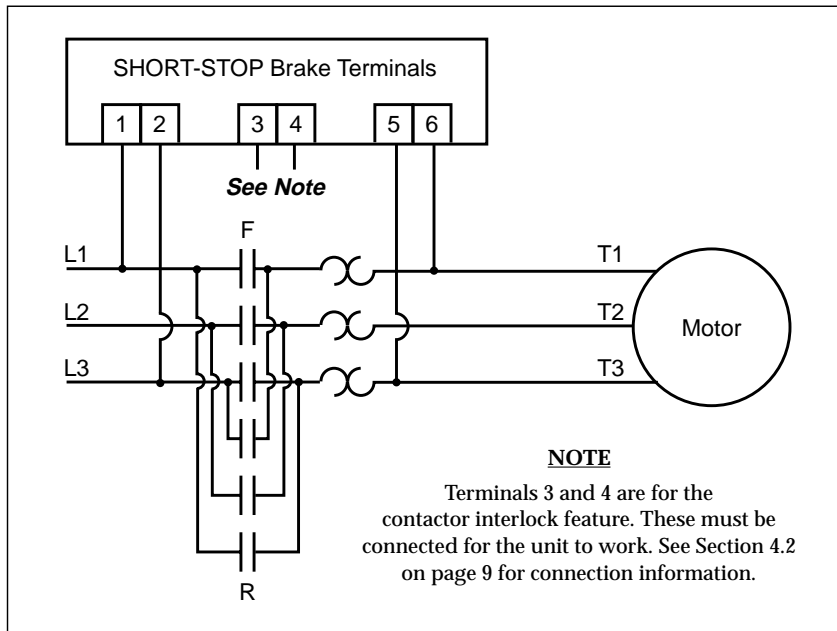 SHORT-STOP Brake Terminals
1 2 3 4 5 6
See Note
F
L1 T1
L2 T2
Motor
L3 T3
R
NOTE
Terminals 3 and 4 are for the
contactor interlock feature. These must be
connected for the unit to work. See Section 4.2
on page 9 for connection information.